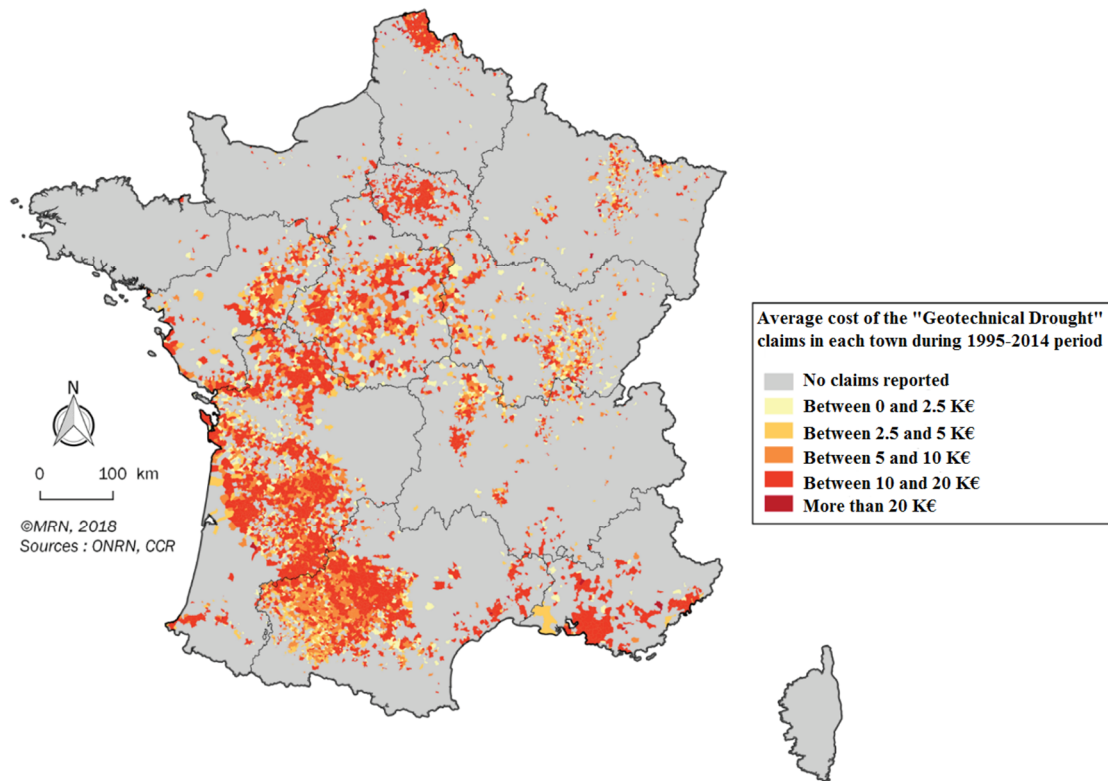 Average cost of the "Geotechnical Drought"
claims in each town during 1995-2014 period
No claims reported
Between 0 and 2.5 K€
Between 2.5 and 5 K€
Between 5 and 10 K€
Between 10 and 20 K€
More than 20 K€
N
0 100 km
©MRN, 2018
Sources : ONRN, CCR